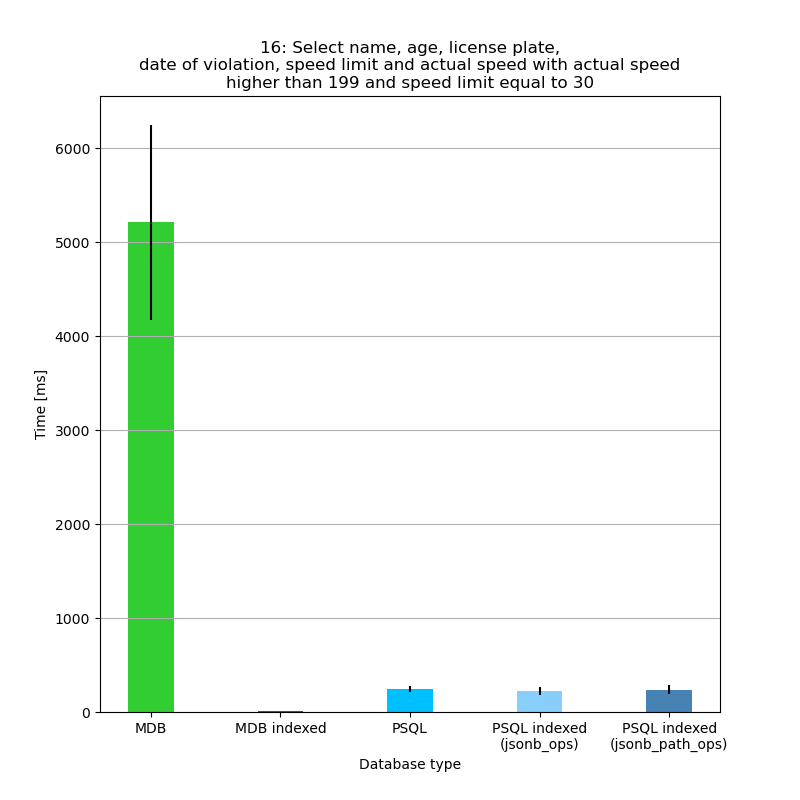 16: Select name, age, license plate,
date of violation, speed limit and actual speed with actual speed
higher than 199 and speed limit equal to 30
6000
5000
4000
3000
2000
1000
0
Time [ms]
MDB
MDB indexed
PSQL
PSQL indexed
(jsonb_ops)
PSQL indexed
(jsonb_path_ops)
Database type